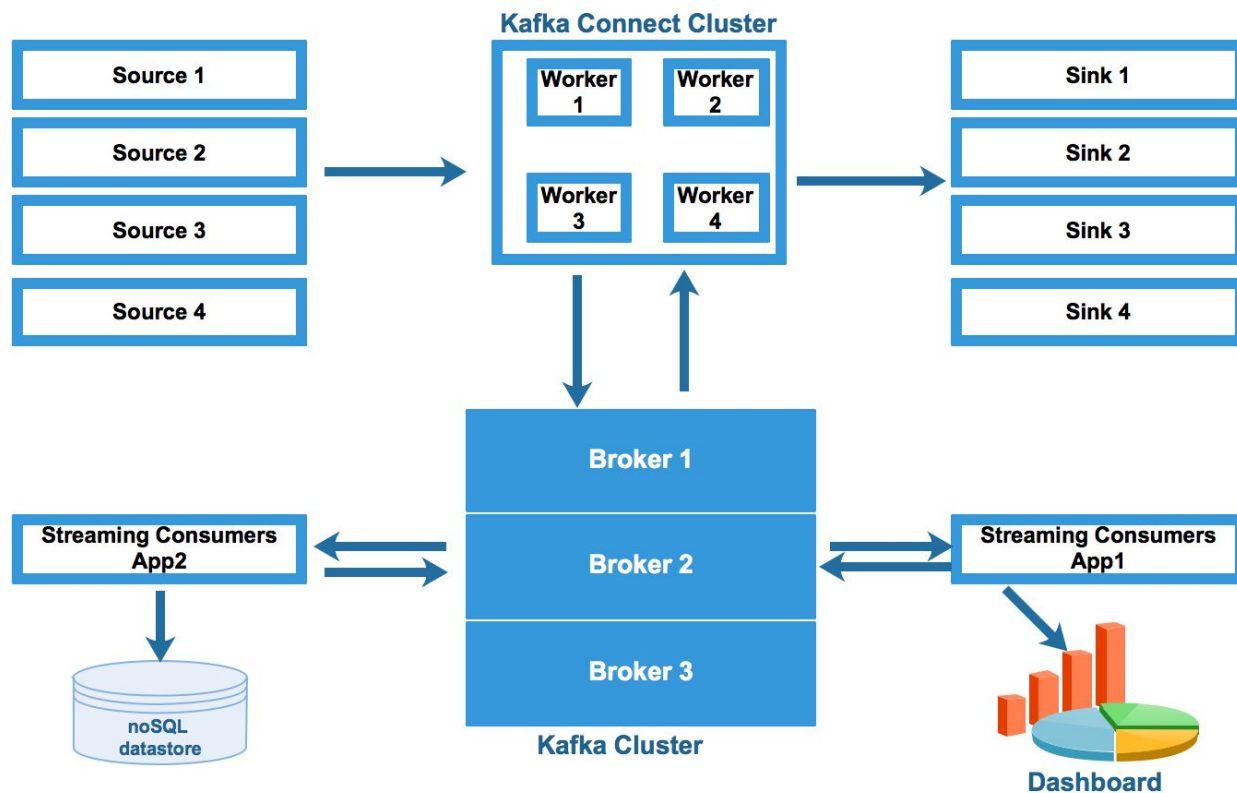 Kafka Connect Cluster
Source 1
Source 2
Source 3
Source 4
Worker
1
Worker
2
Worker
3
Worker
4
Sink 1
Sink 2
Sink 3
Sink 4
Broker 1
Broker 2
Broker 3
Kafka Cluster
Streaming Consumers
App2
noSQL
datastore
Streaming Consumers
App1
Dashboard